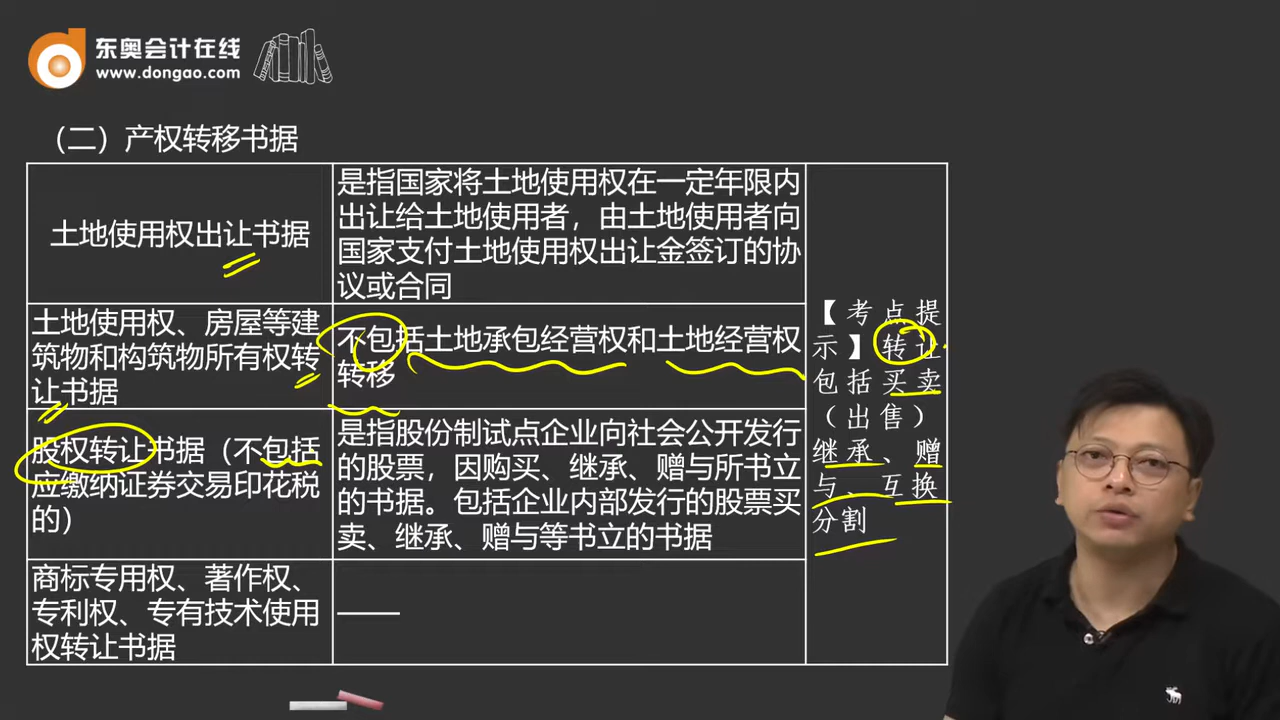 东奥会计在线
www.dongao.com
（二）产权转移书据
土地使用权出让书据
是指国家将土地使用权在一定年限内
出让给土地使用者，由土地使用者向
国家支付土地使用权出让金签订的协
议或合同
土地使用权、房屋等建
筑物和构筑物所有权转
让书据
不包括土地承包经营权和土地经营权
转移
股权转让书据（不包括
应缴纳证券交易印花税
的）
是指股份制试点企业向社会公开发行
的股票，因购买、继承、赠与所书立
的书据。包括企业内部发行的股票买
卖、继承、赠与等书立的书据
商标专用权、著作权、
专利权、专有技术使用
权转让书据
——
【考点提
示】转让
包括买卖
（出售）
继承、赠
与、互换
分割